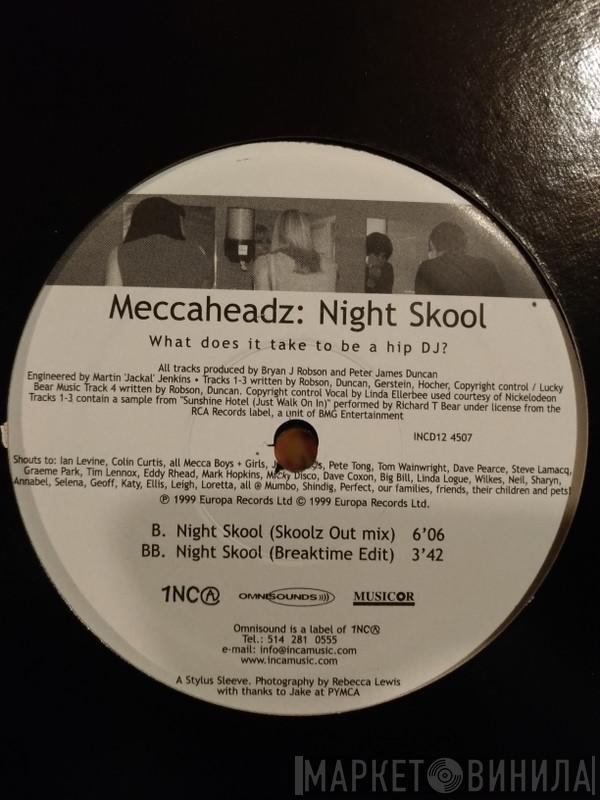 Meccaheadz: Night Skool
What does it take to be a hip DJ?
All tracks produced by Bryan J Robson and Peter James Duncan
Engineered by Martin 'Jackal' Jenkins • Tracks 1-3 written by Robson, Duncan, Gerstein, Hocher, Copyright control / Lucky
Bear Music Track 4 written by Robson, Duncan. Copyright control Vocal by Linda Ellerbee used courtesy of Nickelodeon
Tracks 1-3 contain a sample from "Sunshine Hotel (Just Walk On In)" performed by Richard T Bear under license from the
RCA Records label, a unit of BMG Entertainment
INCD12 4507
Shouts to: Ian Levine, Colin Curtis, all Mecca Boys + Girls, Pete Tong, Tom Wainwright, Dave Pearce, Steve Lamacq,
Graeme Park, Tim Lennox, Eddy Rhead, Mark Hopkins, Micky Disco, Dave Coxon, Big Bill, Linda Logue, Wilkes, Neil, Sharyn,
Annabel, Selena, Geoff, Katy, Ellis, Leigh, Loretta, all @ Mumbo, Shindig, Perfect, our families, friends, their children and pets!
℗ 1999 Europa Records Ltd © 1999 Europa Records Ltd.
B. Night Skool (Skoolz Out mix) 6'06
BB. Night Skool (Breaktime Edit) 3'42
1NCA OMNISOUNDS))) MUSICOR
Omnisound is a label of 1NCA
Tel.: 514 281 0555
e-mail: info@incamusic.com
www.incamusic.com
A Stylus Sleeve. Photography by Rebecca Lewis
with thanks to Jake at PYMCA
МАРКЕТ ВИНИЛА